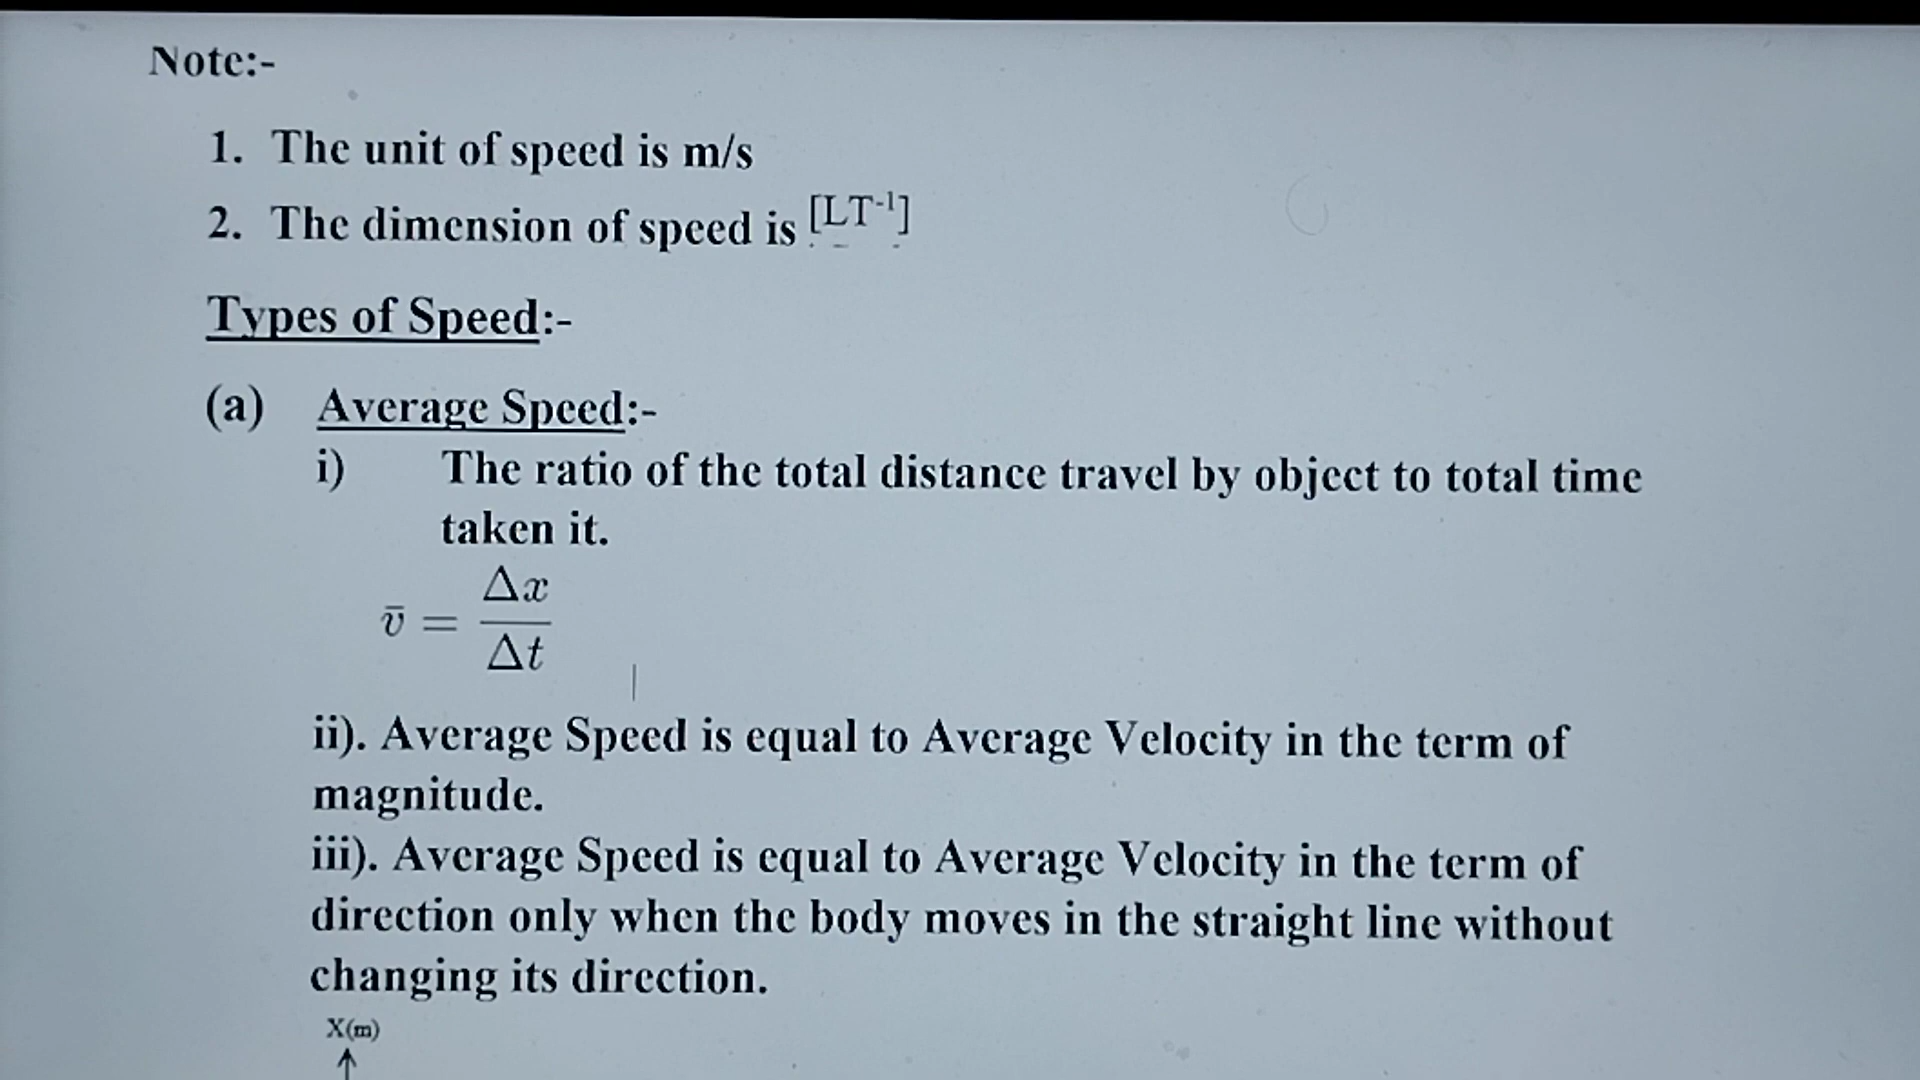 Note:-
1. The unit of speed is m/s
2. The dimension of speed is [LT⁻¹]
Types of Speed:-
(a) Average Speed:-
i) The ratio of the total distance travel by object to total time
taken it.
v̄ = Δx / Δt
ii). Average Speed is equal to Average Velocity in the term of
magnitude.
iii). Average Speed is equal to Average Velocity in the term of
direction only when the body moves in the straight line without
changing its direction.
X(m)